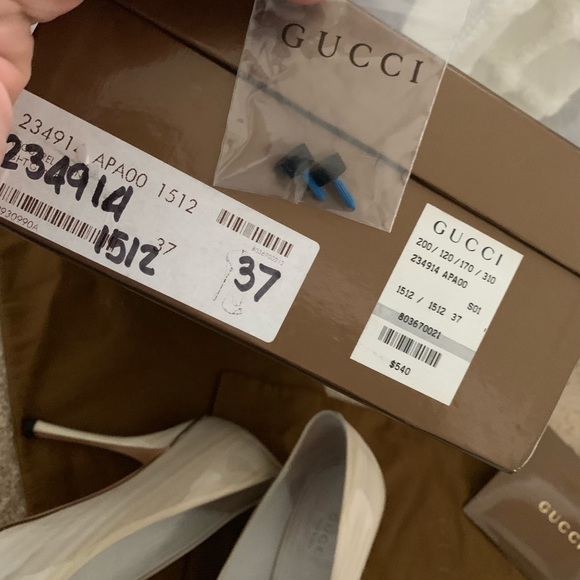 GUCCI
234914 APA00 1512
234914
1512
37
37
GUCCI
200/120/170/310
234914 APA00
S01
1512 / 1512 37
803670021
$540
GUCCI
GUCCI